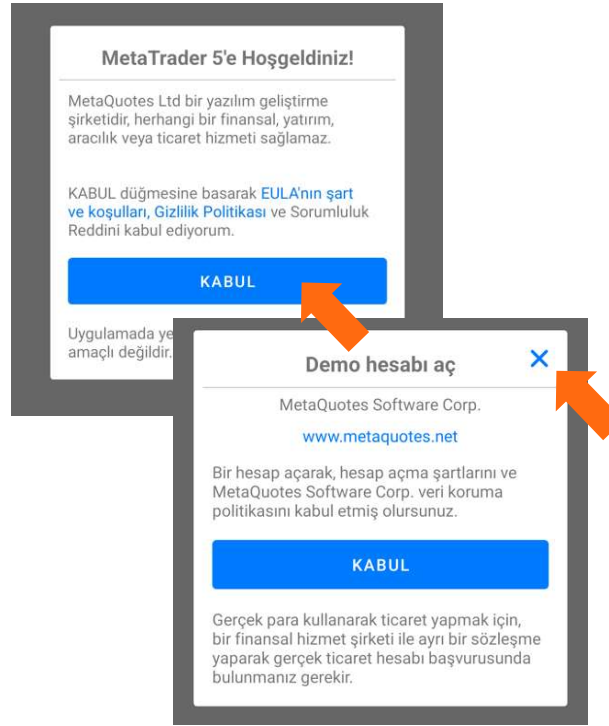 MetaTrader 5'e Hoşgeldiniz!
MetaQuotes Ltd bir yazılım geliştirme
şirketidir, herhangi bir finansal, yatırım,
aracılık veya ticaret hizmeti sağlamaz.
KABUL düğmesine basarak EULA'nın şart
ve koşulları, Gizlilik Politikası ve Sorumluluk
Reddini kabul ediyorum.
KABUL
Uygulamada ye
amaçlı değildir.
Demo hesabı aç
MetaQuotes Software Corp.
www.metaquotes.net
Bir hesap açarak, hesap açma şartlarını ve
MetaQuotes Software Corp. veri koruma
politikasını kabul etmiş olursunuz.
KABUL
Gerçek para kullanarak ticaret yapmak için,
bir finansal hizmet şirketi ile ayrı bir sözleşme
yaparak gerçek ticaret hesabı başvurusunda
bulunmanız gerekir.